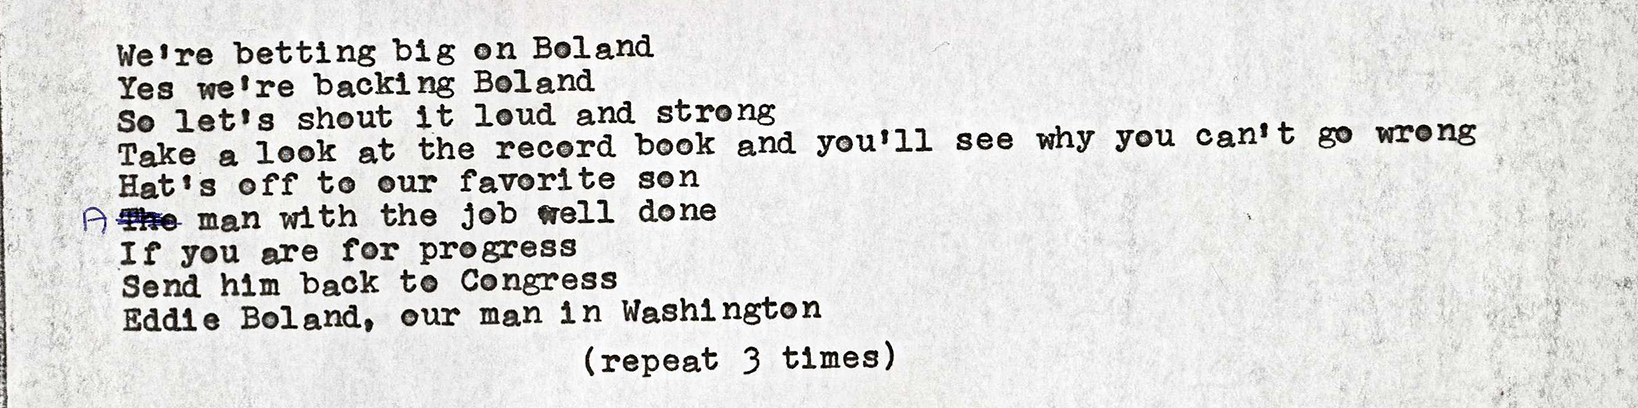 We're betting big on Boland
Yes we're backing Boland
So let's shout it loud and strong
Take a look at the record book and you'll see why you can't go wrong
Hat's off to our favorite son
A The man with the job well done
If you are for progress
Send him back to Congress
Eddie Boland, our man in Washington
(repeat 3 times)